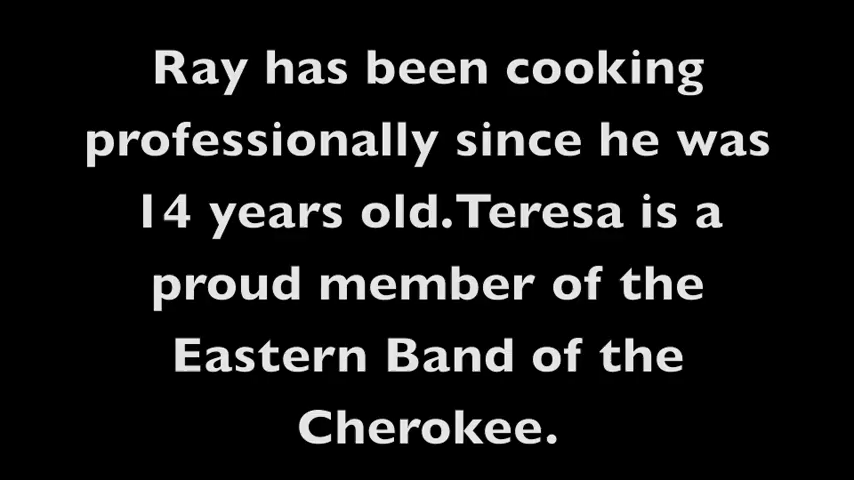 Ray has been cooking
professionally since he was
14 years old.Teresa is a
proud member of the
Eastern Band of the
Cherokee.